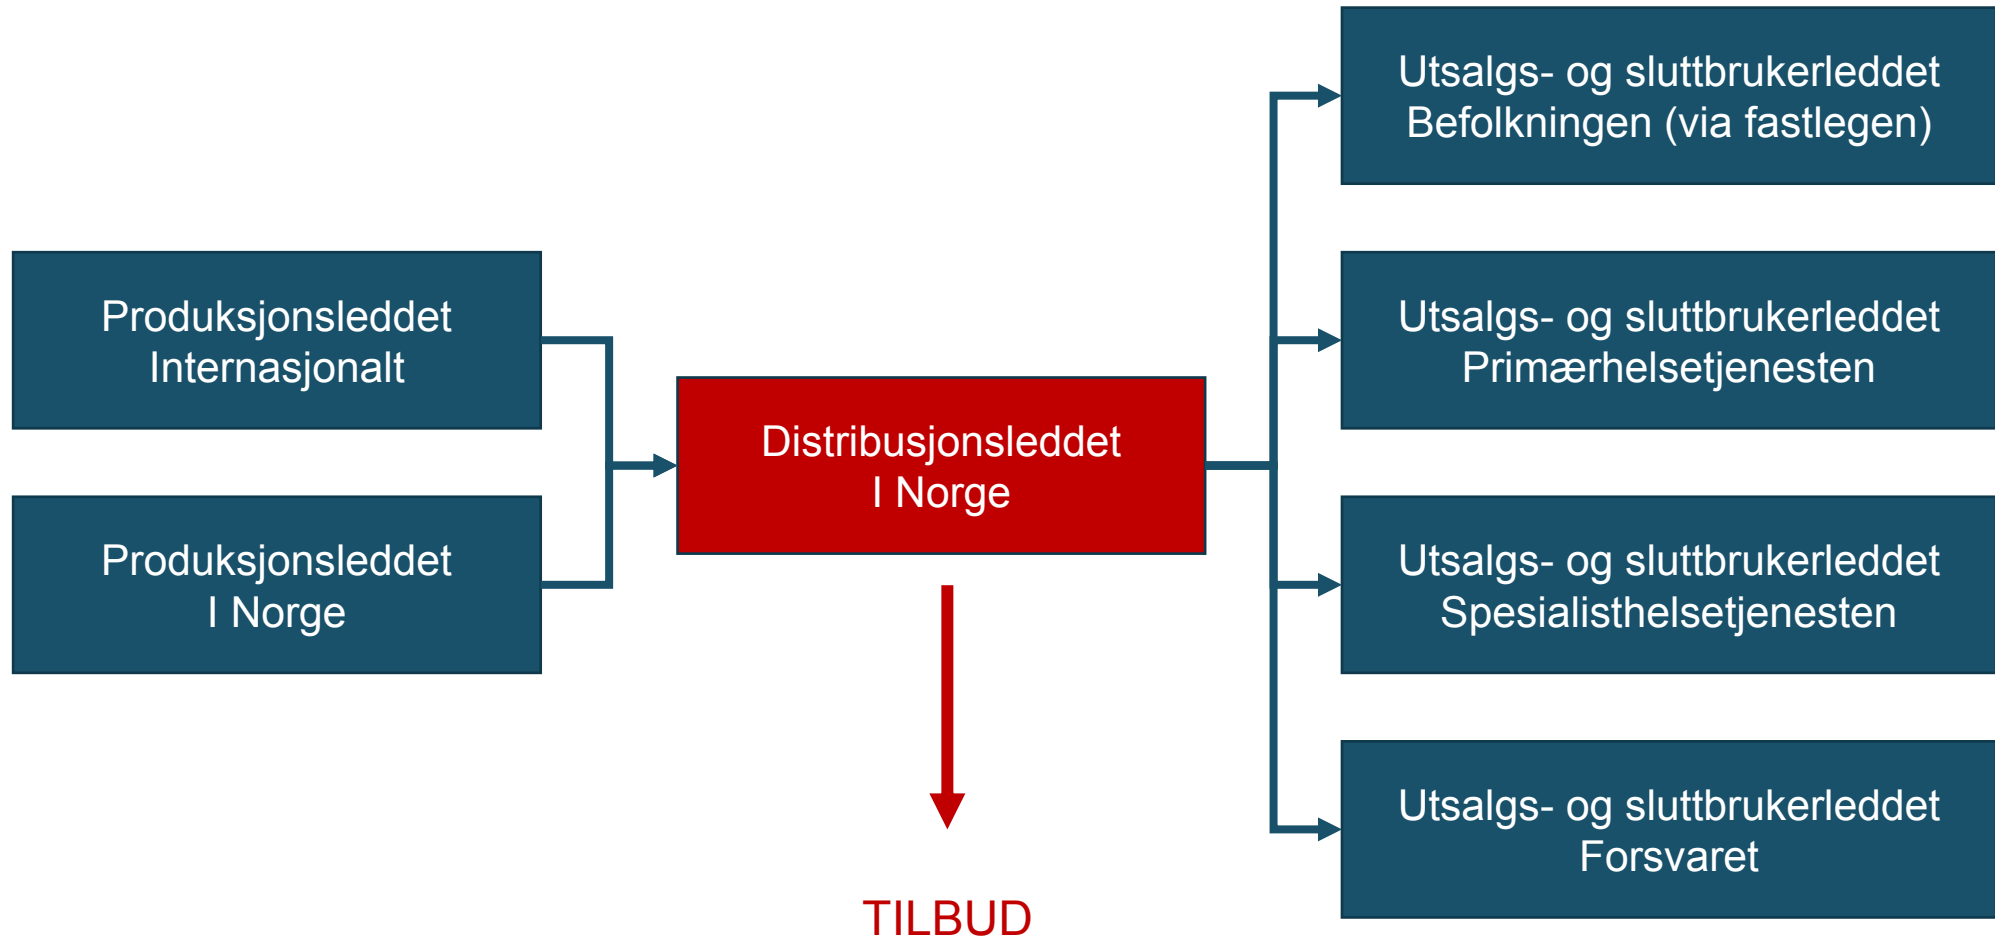 Produksjonsleddet
Internasjonalt
Produksjonsleddet
I Norge
Distribusjonsleddet
I Norge
TILBUD
Utsalgs- og sluttbrukerleddet
Befolkningen (via fastlegen)
Utsalgs- og sluttbrukerleddet
Primærhelsetjenesten
Utsalgs- og sluttbrukerleddet
Spesialisthelsetjenesten
Utsalgs- og sluttbrukerleddet
Forsvaret